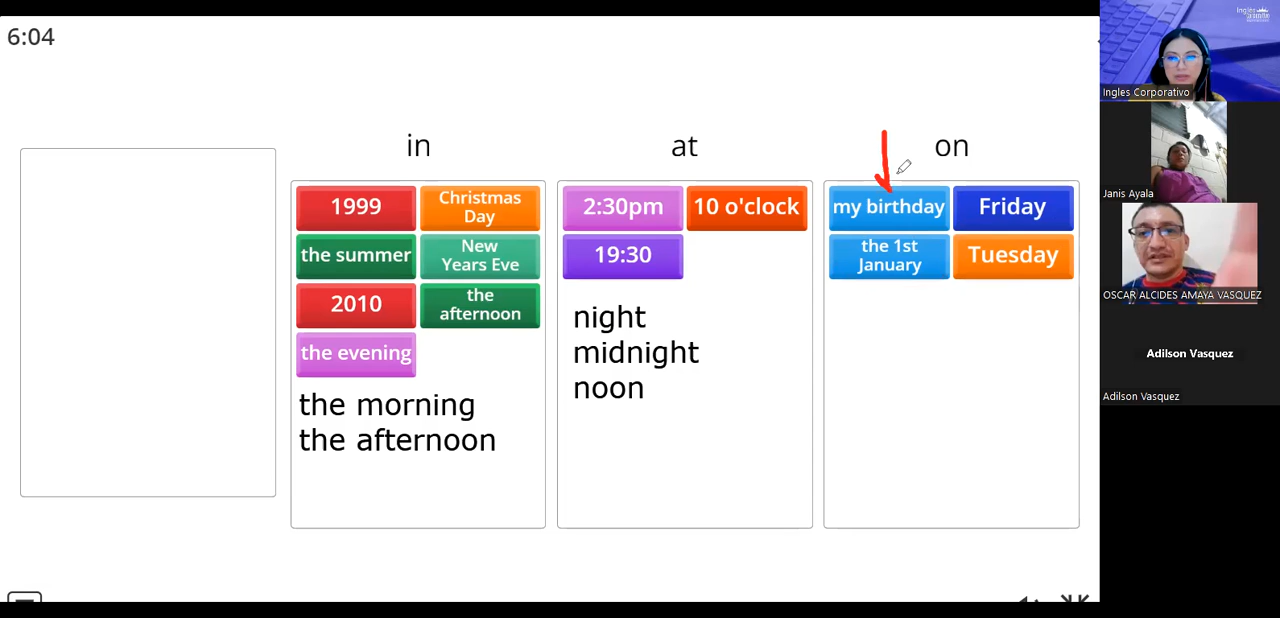 6:04
in
at
on
1999
Christmas
Day
the summer
New
Years Eve
2010
the
afternoon
the evening
the morning
the afternoon
2:30pm
10 o'clock
19:30
night
midnight
noon
my birthday
Friday
the 1st
January
Tuesday
Ingles Corporativo
Janis Ayala
OSCAR ALCIDES AMAYA VASQUEZ
Adilson Vasquez
Adilson Vasquez